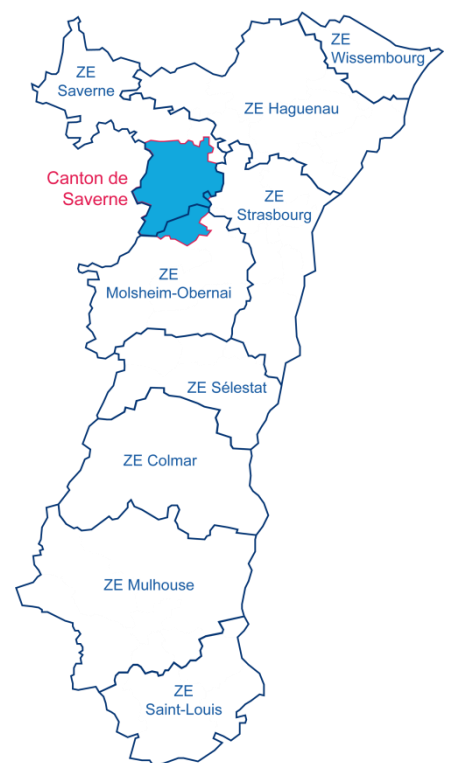 ZE
Wissembourg
ZE
Saverne
ZE Haguenau
Canton de
Saverne
ZE
Strasbourg
ZE
Molsheim-Obernai
ZE Sélestat
ZE Colmar
ZE Mulhouse
ZE
Saint-Louis